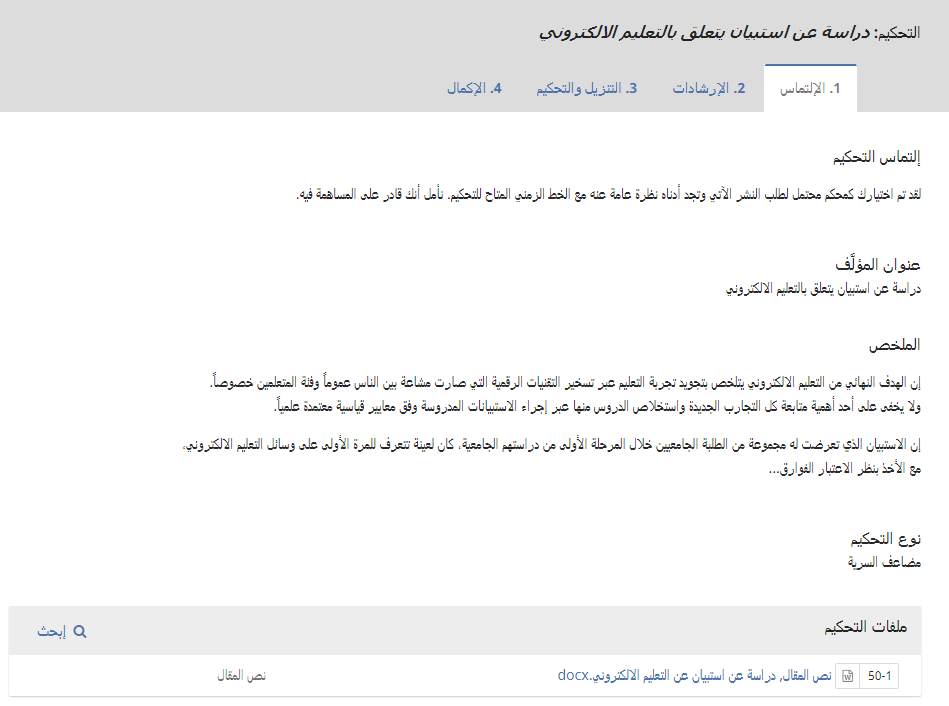 التحكيم: دراسة عن استبيان يتعلق بالتعليم الالكتروني
1. الإلتماس
2. الإرشادات
3. التنزيل والتحكيم
4. الإكمال
إلتماس التحكيم
لقد تم اختيارك كمحكم محتمل لطلب النشر الآتي وتجد أدناه نظرة عامة عنه مع الخط الزمني المتاح للتحكيم. نأمل أنك قادر على المساهمة فيه.
عنوان المؤلَّف
دراسة عن استبيان يتعلق بالتعليم الالكتروني
الملخص
إن الهدف النهائي من التعليم الالكتروني يتلخص بتجويد تجربة التعليم عبر تسخير التقنيات الرقمية التي صارت مشاعة بين الناس عموماً وفئة المتعلمين خصوصاً.
ولا يخفى على أحد أهمية متابعة كل التجارب الجديدة واستخلاص الدروس منها عبر إجراء الاستبيانات المدروسة وفق معايير قياسية معتمدة علمياً.
إن الاستبيان الذي تعرضت له مجموعة من الطلبة الجامعيين خلال المرحلة الأولى من دراستهم الجامعية، كان لعينة تتعرف للمرة الأولى على وسائل التعليم الالكتروني،
مع الأخذ بنظر الاعتبار الفوارق...
نوع التحكيم
مضاعف السرية
ملفات التحكيم
إبحث
50-1 نص المقال, دراسة عن استبيان عن التعليم الالكتروني.docx نص المقال